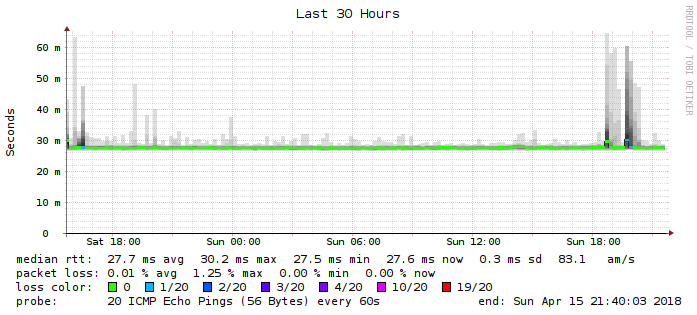 Last 30 Hours
RRDTOOL / TOBI OETIKER
Seconds
60 m
50 m
40 m
30 m
20 m
10 m
0
Sat 18:00 Sun 00:00 Sun 06:00 Sun 12:00 Sun 18:00
median rtt: 27.7 ms avg 30.2 ms max 27.5 ms min 27.6 ms now 0.3 ms sd 83.1 am/s
packet loss: 0.01 % avg 1.25 % max 0.00 % min 0.00 % now
loss color: 0 1/20 2/20 3/20 4/20 10/20 19/20
probe: 20 ICMP Echo Pings (56 Bytes) every 60s end: Sun Apr 15 21:40:03 2018